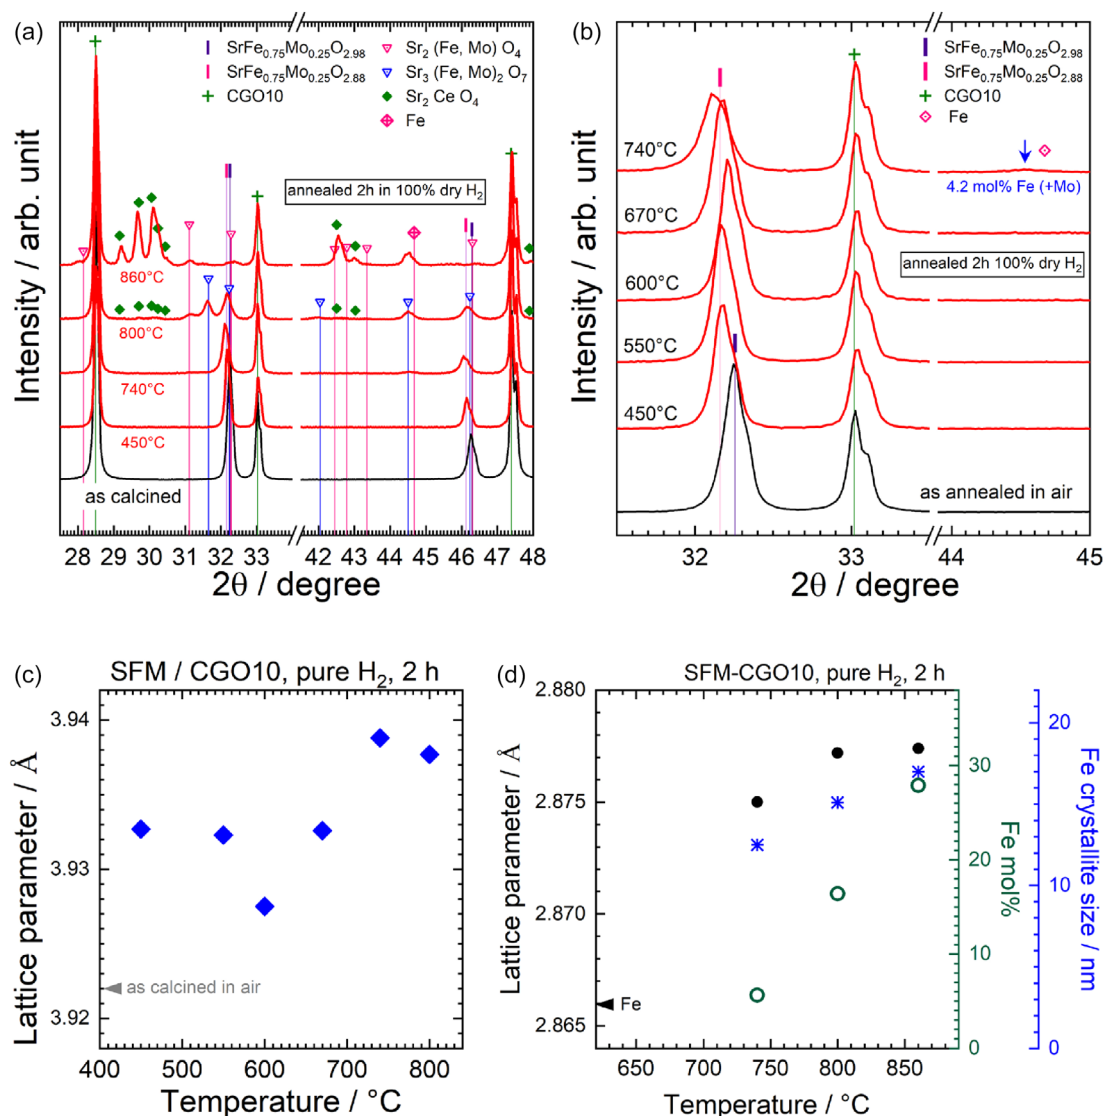 (a)
SrFe0.75Mo0.25O2.98
SrFe0.75Mo0.25O2.88
CGO10
Sr2 (Fe, Mo) O4
Sr3 (Fe, Mo)2 O7
Sr2 Ce O4
Fe
annealed 2h in 100% dry H2
860°C
800°C
740°C
450°C
as calcined
Intensity / arb. unit
28 29 30 31 32 33 42 43 44 45 46 47 48
2θ / degree
(b)
SrFe0.75Mo0.25O2.98
SrFe0.75Mo0.25O2.88
CGO10
Fe
740°C
4.2 mol% Fe (+Mo)
670°C
annealed 2h 100% dry H2
600°C
550°C
450°C
as annealed in air
Intensity / arb. unit
32 33 44 45
2θ / degree
(c)
SFM / CGO10, pure H2, 2 h
3.94
3.93
3.92
as calcined in air
Lattice parameter / Å
400 500 600 700 800
Temperature / °C
(d)
SFM-CGO10, pure H2, 2 h
2.880
2.875
2.870
2.865
Fe
Lattice parameter / Å
650 700 750 800 850
Temperature / °C
30
20
10
0
Fe mol%
20
10
0
Fe crystallite size / nm